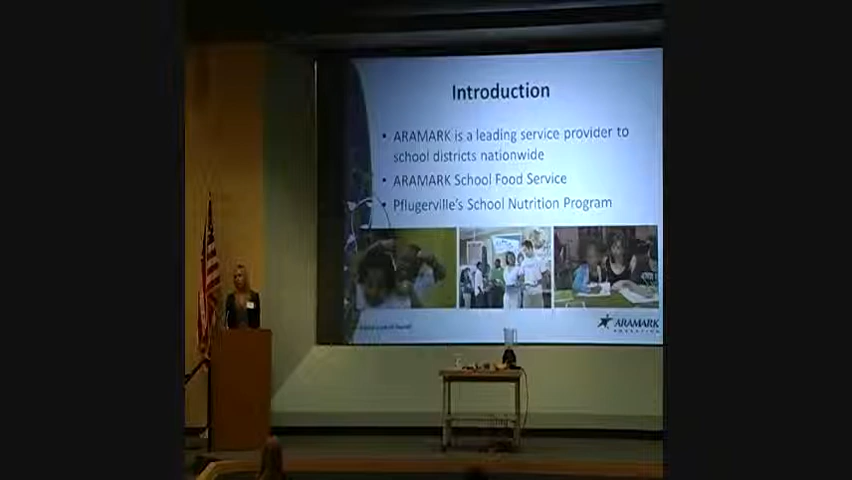 Introduction
• ARAMARK is a leading service provider to
school districts nationwide
• ARAMARK School Food Service
• Pflugerville's School Nutrition Program
ARAMARK